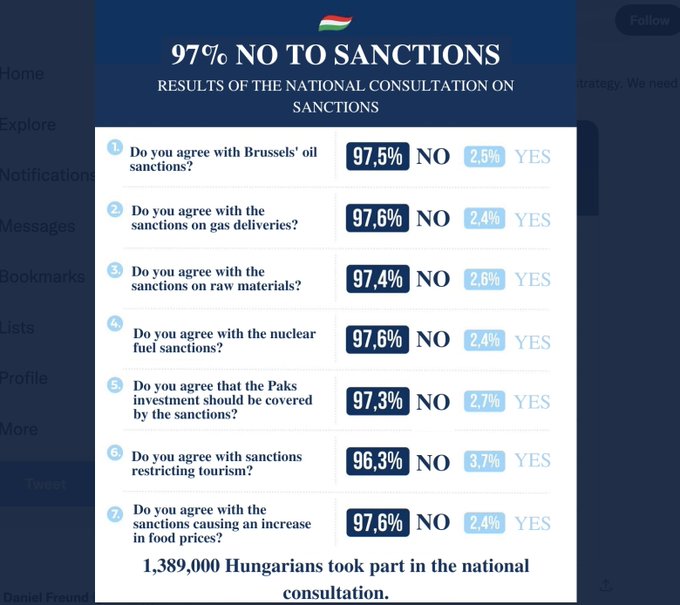 97% NO TO SANCTIONS
RESULTS OF THE NATIONAL CONSULTATION ON
SANCTIONS
1. Do you agree with Brussels' oil
sanctions?
97,5% NO 2,5% YES
2. Do you agree with the
sanctions on gas deliveries?
97,6% NO 2,4% YES
3. Do you agree with the
sanctions on raw materials?
97,4% NO 2,6% YES
4. Do you agree with the nuclear
fuel sanctions?
97,6% NO 2,4% YES
5. Do you agree that the Paks
investment should be covered
by the sanctions?
97,3% NO 2,7% YES
6. Do you agree with sanctions
restricting tourism?
96,3% NO 3,7% YES
7. Do you agree with the
sanctions causing an increase
in food prices?
97,6% NO 2,4% YES
1,389,000 Hungarians took part in the national
consultation.
Home
Explore
Notifications
Messages
Bookmarks
Lists
Profile
More
Tweet
Daniel Freund
Follow
trategy. We need